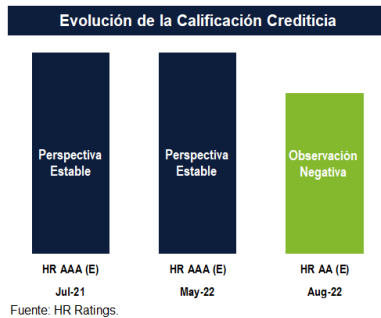 Evolución de la Calificación Crediticia
Perspectiva
Estable
Perspectiva
Estable
Observación
Negativa
HR AAA (E)
HR AAA (E)
HR AA (E)
Jul-21
May-22
Aug-22
Fuente: HR Ratings.